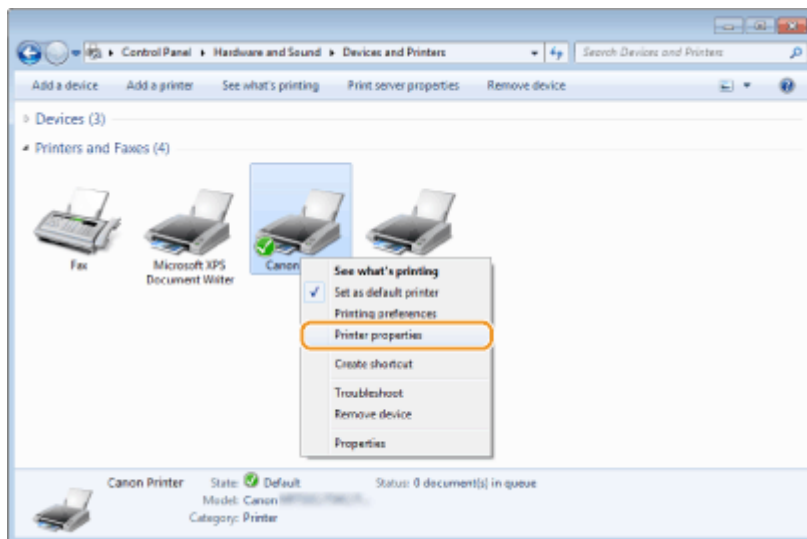 Control Panel ▸ Hardware and Sound ▸ Devices and Printers
Search Devices and Printers
Add a device Add a printer See what's printing Print server properties Remove device
Devices (3)
Printers and Faxes (4)
Fax
Microsoft XPS
Document Writer
Canon
See what's printing
Set as default printer
Printing preferences
Printer properties
Create shortcut
Troubleshoot
Remove device
Properties
Canon Printer State: Default Status: 0 document(s) in queue
Model: Canon
Category: Printer